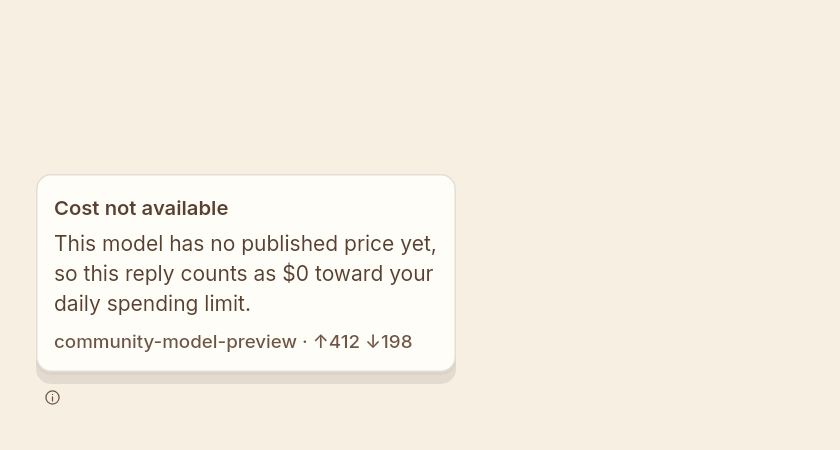 Cost not available
This model has no published price yet,
so this reply counts as $0 toward your
daily spending limit.
community-model-preview · ↑412 ↓198